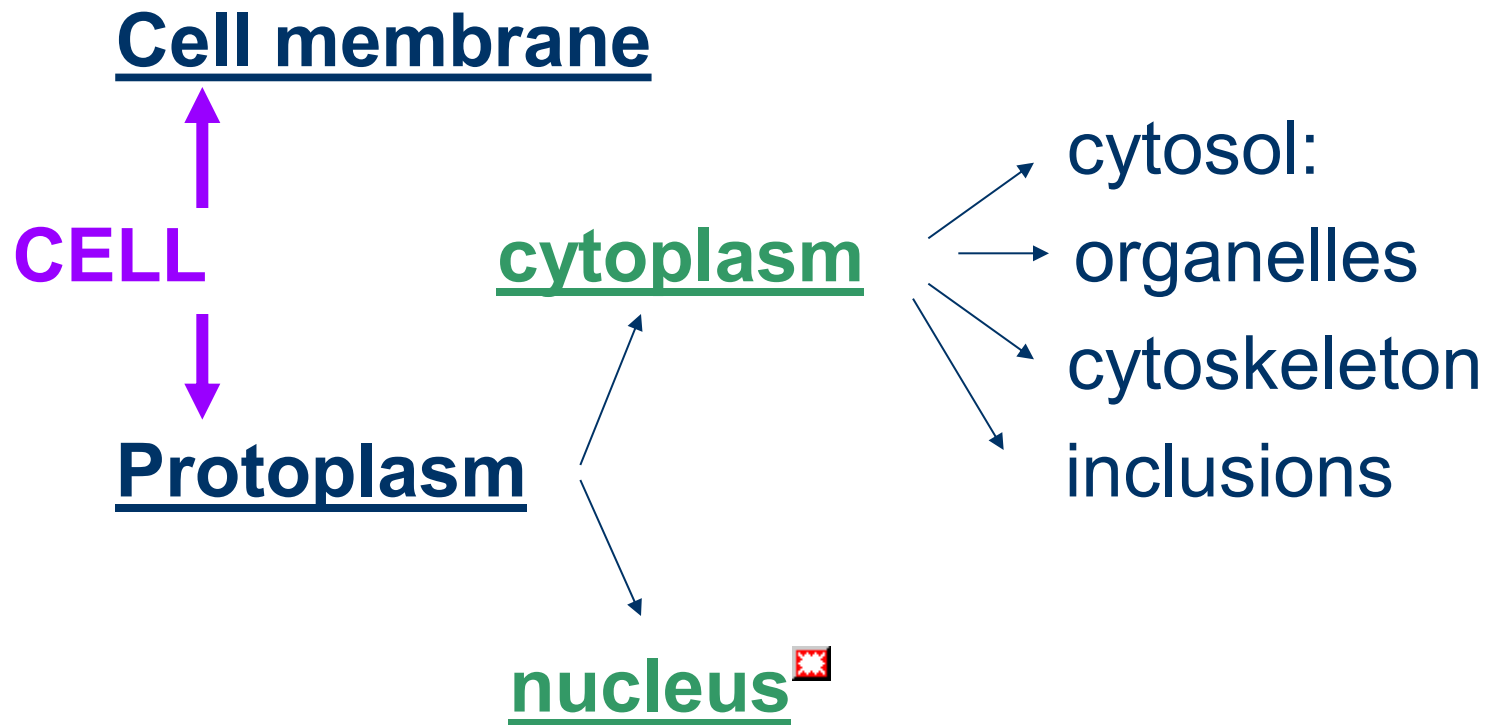 Cell membrane
cytosol:
CELL
cytoplasm
organelles
cytoskeleton
Protoplasm
inclusions
nucleus